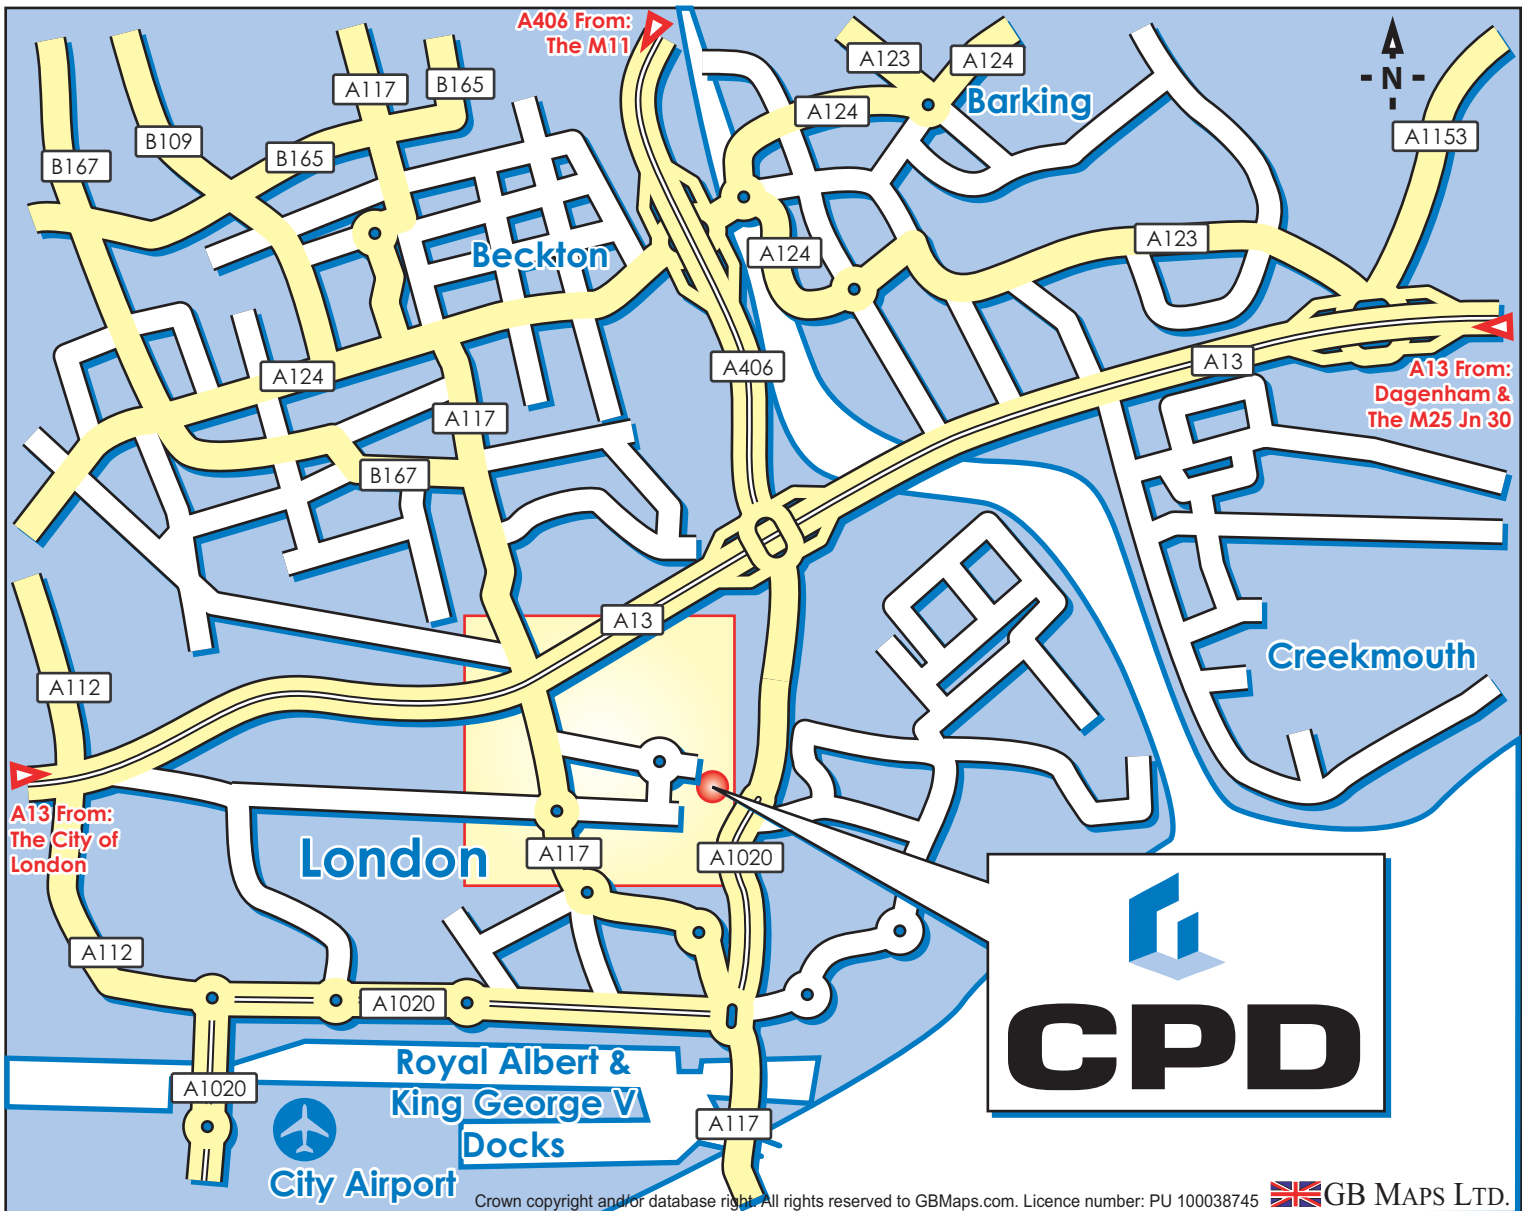 A406 From:
The M11
A123
A124
A117
B165
Barking
N
A124
B109
A1153
B165
B167
A123
A124
Beckton
A406
A13
A124
A13 From:
Dagenham &
The M25 Jn 30
A117
B167
A13
Creekmouth
A112
A13 From:
The City of
London
London
A117
A1020
A112
A1020
CPD
Royal Albert &
King George V
Docks
A1020
A117
City Airport
Crown copyright and/or database right. All rights reserved to GBMaps.com. Licence number: PU 100038745
GB MAPS LTD.